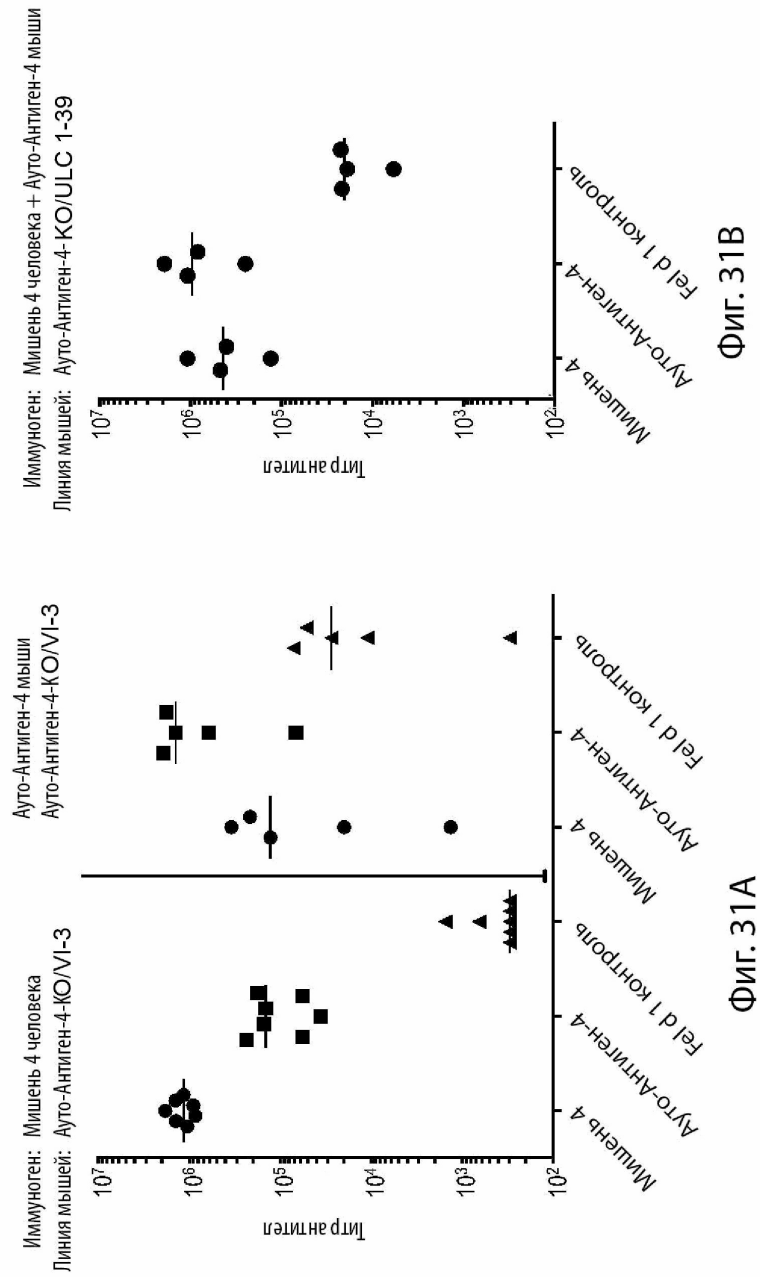 Иммуноген: Мишень 4 человека
Линия мышей: Ауто-Антиген-4-KO/VI-3
Ауто-Антиген-4 мыши
Ауто-Антиген-4-KO/VI-3
Титр антител
10⁷
10⁶
10⁵
10⁴
10³
10²
Мишень 4
Ауто-Антиген-4
Fel d 1 контроль
Мишень 4
Ауто-Антиген-4
Fel d 1 контроль
Фиг. 31A
Иммуноген: Мишень 4 человека + Ауто-Антиген-4 мыши
Линия мышей: Ауто-Антиген-4-KO/ULC 1-39
Титр антител
10⁷
10⁶
10⁵
10⁴
10³
10²
Мишень 4
Ауто-Антиген-4
Fel d 1 контроль
Фиг. 31B